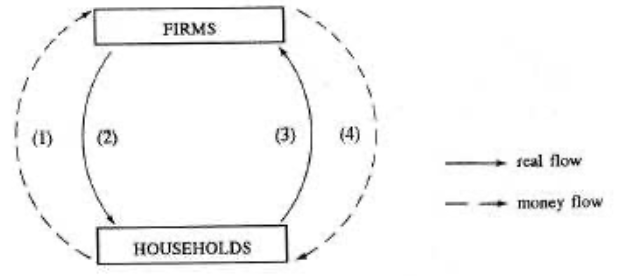 FIRMS
(1)
(2)
(3)
(4)
real flow
money flow
HOUSEHOLDS